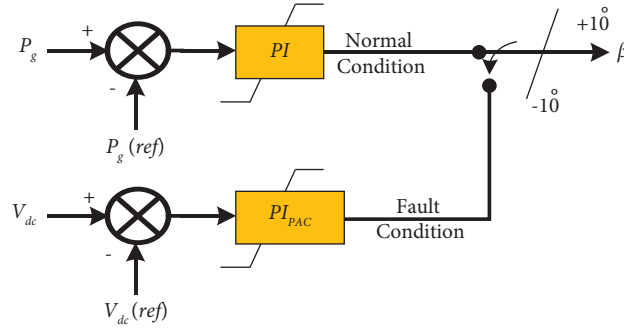 P_g
+
-
P_g (ref)
PI
Normal
Condition
+10°
-10°
β
V_dc
+
-
V_dc (ref)
PI_PAC
Fault
Condition